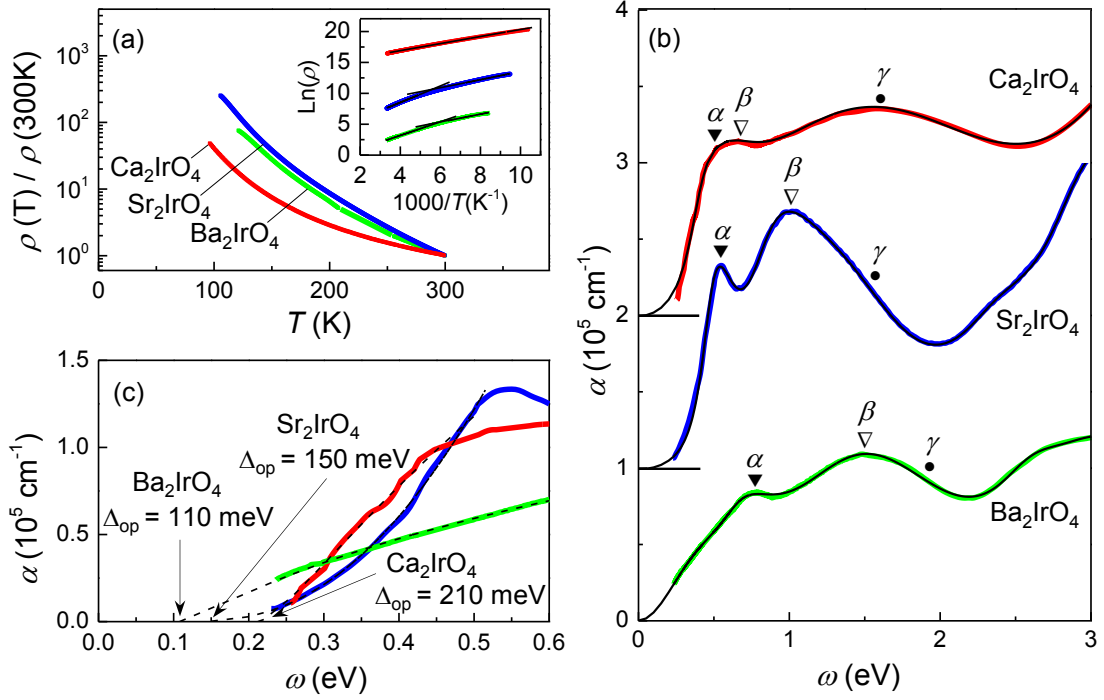 (a)
ρ (T) / ρ (300K)
10³
10²
10¹
10⁰
0
100
200
300
T (K)
Ca₂IrO₄
Sr₂IrO₄
Ba₂IrO₄
Ln(ρ)
20
15
10
5
0
4
6
8
10
1000/T(K⁻¹)
(b)
α (10⁵ cm⁻¹)
4
3
2
1
0
0
1
2
3
ω (eV)
α
β
γ
Ca₂IrO₄
α
β
γ
Sr₂IrO₄
α
β
γ
Ba₂IrO₄
(c)
α (10⁵ cm⁻¹)
1.5
1.0
0.5
0.0
0.0
0.1
0.2
0.3
0.4
0.5
0.6
ω (eV)
Sr₂IrO₄
Δop = 150 meV
Ba₂IrO₄
Δop = 110 meV
Ca₂IrO₄
Δop = 210 meV